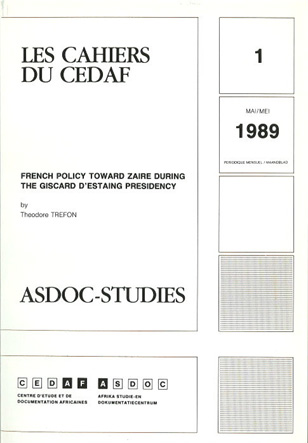 LES CAHIERS
DU CEDAF
1
MAI/MEI
1989
PERIODIQUE MENSUEL / MAANDBLAD
FRENCH POLICY TOWARD ZAIRE DURING
THE GISCARD D'ESTAING PRESIDENCY
by
Theodore TREFON
ASDOC-STUDIES
CEDAF ASDOC
CENTRE D'ETUDE ET DE
DOCUMENTATION AFRICAINES
AFRIKA STUDIE-EN
DOKUMENTATIECENTRUM